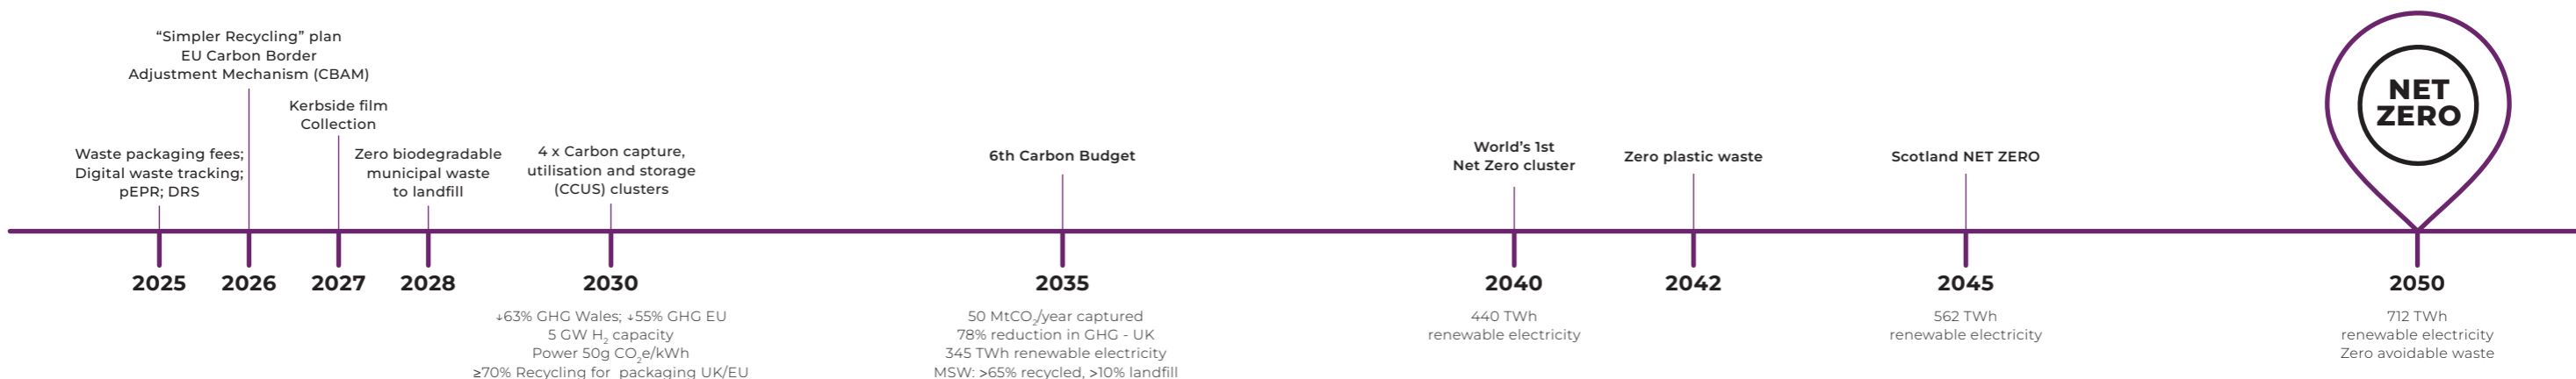 “Simpler Recycling” plan
EU Carbon Border
Adjustment Mechanism (CBAM)
Kerbside film
Collection
Waste packaging fees;
Digital waste tracking;
pEPR; DRS
Zero biodegradable
municipal waste
to landfill
4 x Carbon capture,
utilisation and storage
(CCUS) clusters
6th Carbon Budget
World’s 1st
Net Zero cluster
Zero plastic waste
Scotland NET ZERO
NET
ZERO
2025
2026
2027
2028
2030
↓63% GHG Wales; ↓55% GHG EU
5 GW H₂ capacity
Power 50g CO₂e/kWh
≥70% Recycling for packaging UK/EU
2035
50 MtCO₂/year captured
78% reduction in GHG - UK
345 TWh renewable electricity
MSW: >65% recycled, >10% landfill
2040
440 TWh
renewable electricity
2042
2045
562 TWh
renewable electricity
2050
712 TWh
renewable electricity
Zero avoidable waste